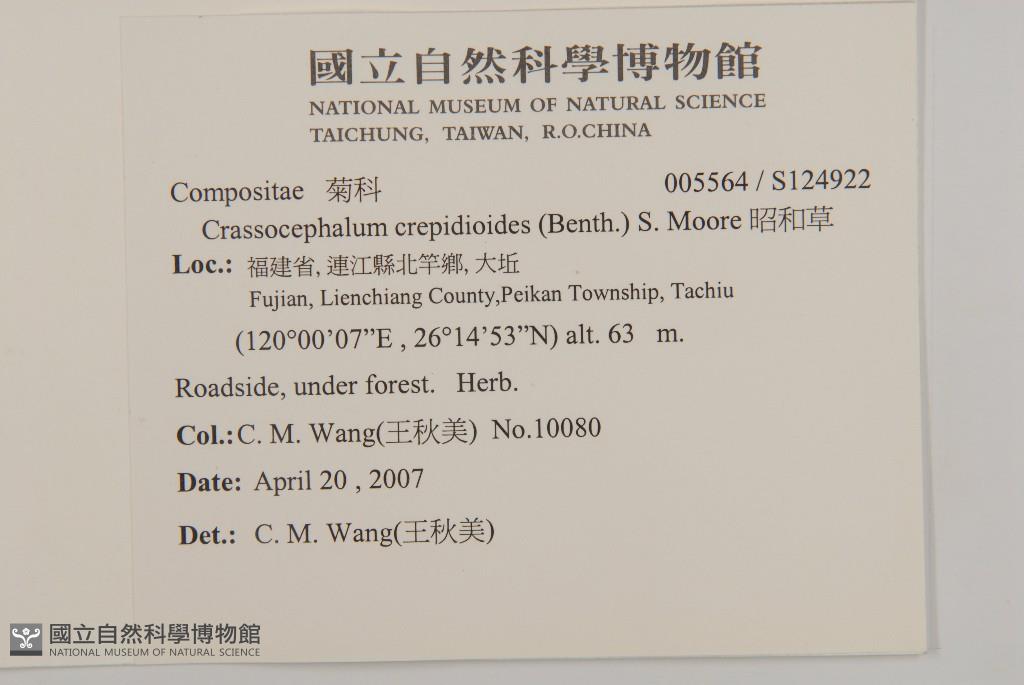 國立自然科學博物館
NATIONAL MUSEUM OF NATURAL SCIENCE
TAICHUNG, TAIWAN, R.O.CHINA
Compositae 菊科 005564 / S124922
Crassocephalum crepidioides (Benth.) S. Moore 昭和草
Loc.: 福建省, 連江縣北竿鄉, 大坵
Fujian, Lienchiang County,Peikan Township, Tachiu
(120°00’07”E , 26°14’53”N) alt. 63 m.
Roadside, under forest. Herb.
Col.:C. M. Wang(王秋美) No.10080
Date: April 20 , 2007
Det.: C. M. Wang(王秋美)
國立自然科學博物館
NATIONAL MUSEUM OF NATURAL SCIENCE